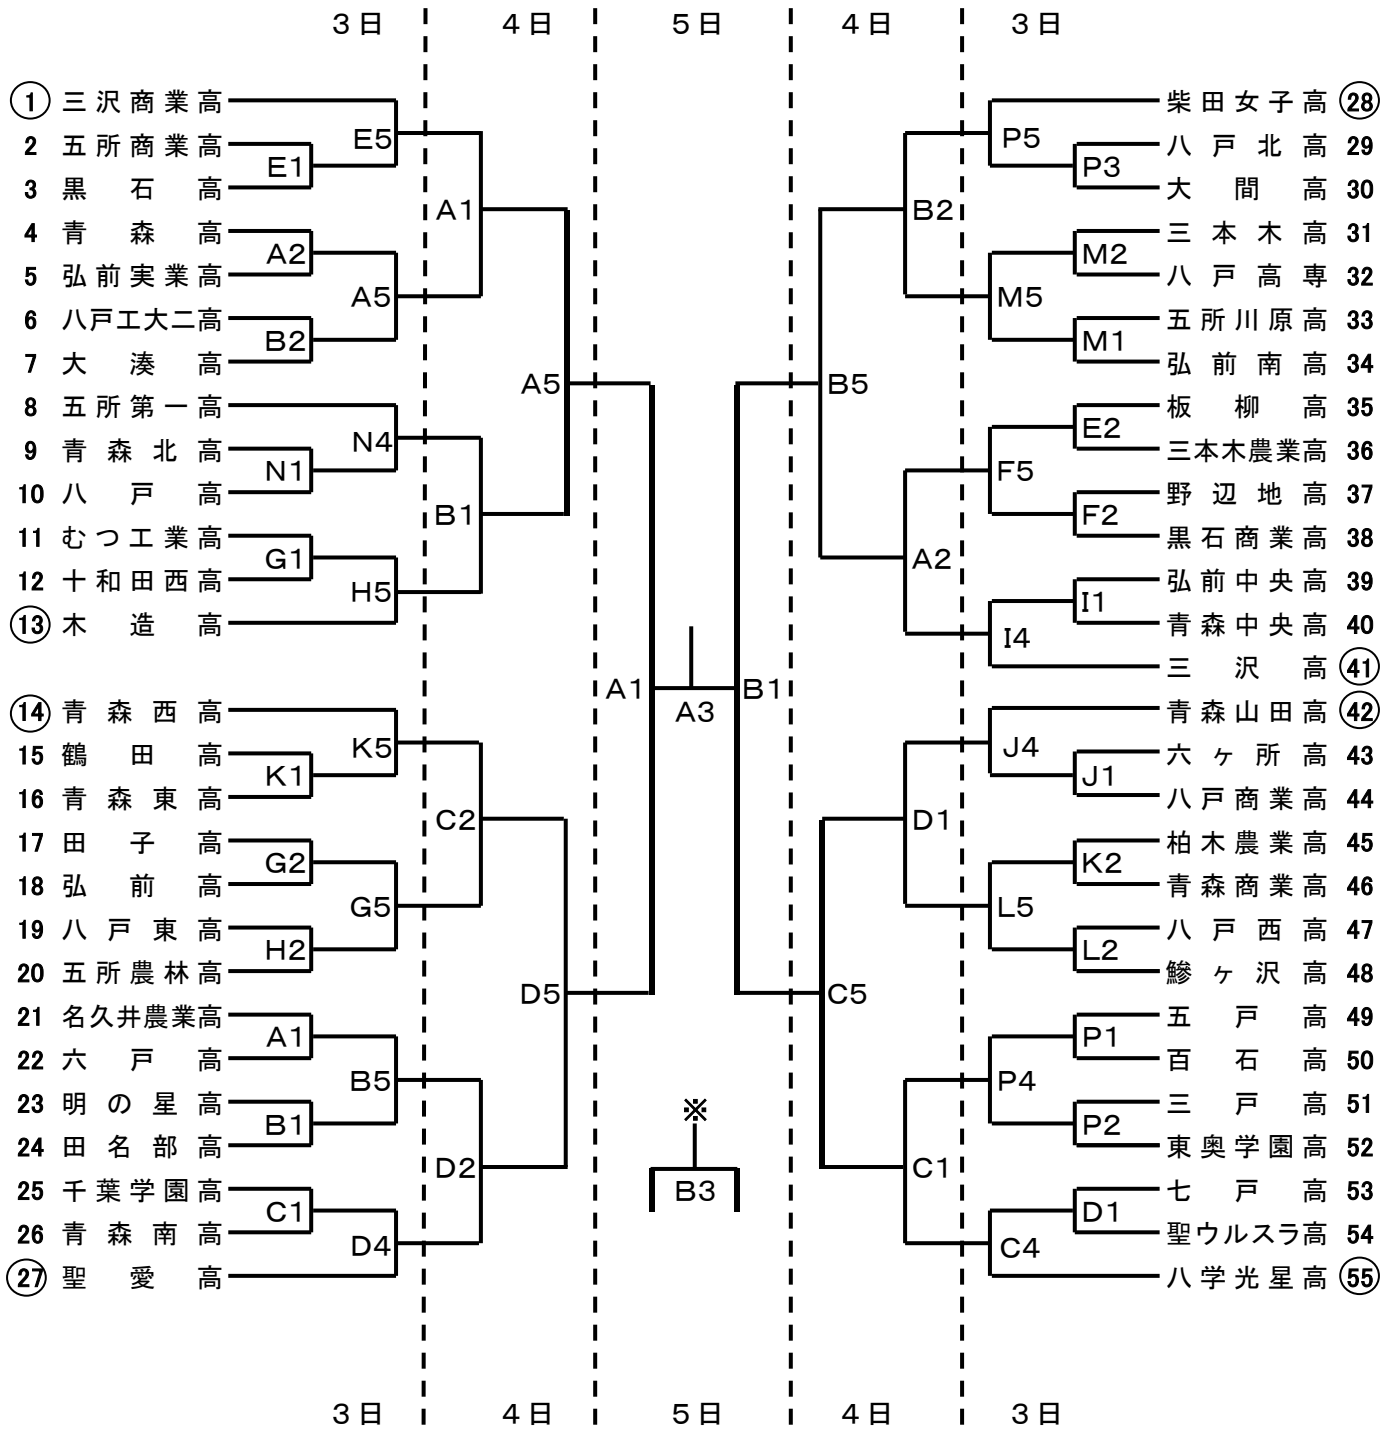 3日 4日 5日 4日 3日
① 三沢商業高
2 五所商業高
3 黒石高
4 青森高
5 弘前実業高
6 八戸工大二高
7 大湊高
8 五所第一高
9 青森北高
10 八戸高
11 むつ工業高
12 十和田西高
⑬ 木造高
⑭ 青森西高
15 鶴田高
16 青森東高
17 田子高
18 弘前高
19 八戸東高
20 五所農林高
21 名久井農業高
22 六戸高
23 明の星高
24 田名部高
25 千葉学園高
26 青森南高
㉗ 聖愛高
E5
E1
A2
A5
B2
N4
N1
G1
H5
K5
K1
G2
G5
H2
A1
B5
B1
C1
D4
A1
B1
C2
D2
A5
D5
A1
A3
B1
※
B3
B5
C5
B2
A2
D1
C1
P5
P3
M2
M5
M1
E2
F5
F2
I1
I4
J4
J1
K2
L5
L2
P1
P4
P2
D1
C4
柴田女子高 ㉘
八戸北高 29
大間高 30
三本木高 31
八戸高専 32
五所川原高 33
弘前南高 34
板柳高 35
三本木農業高 36
野辺地高 37
黒石商業高 38
弘前中央高 39
青森中央高 40
三沢高 ㊶
青森山田高 ㊷
六ヶ所高 43
八戸商業高 44
柏木農業高 45
青森商業高 46
八戸西高 47
鰺ヶ沢高 48
五戸高 49
百石高 50
三戸高 51
東奥学園高 52
七戸高 53
聖ウルスラ高 54
八学光星高 55
3日 4日 5日 4日 3日